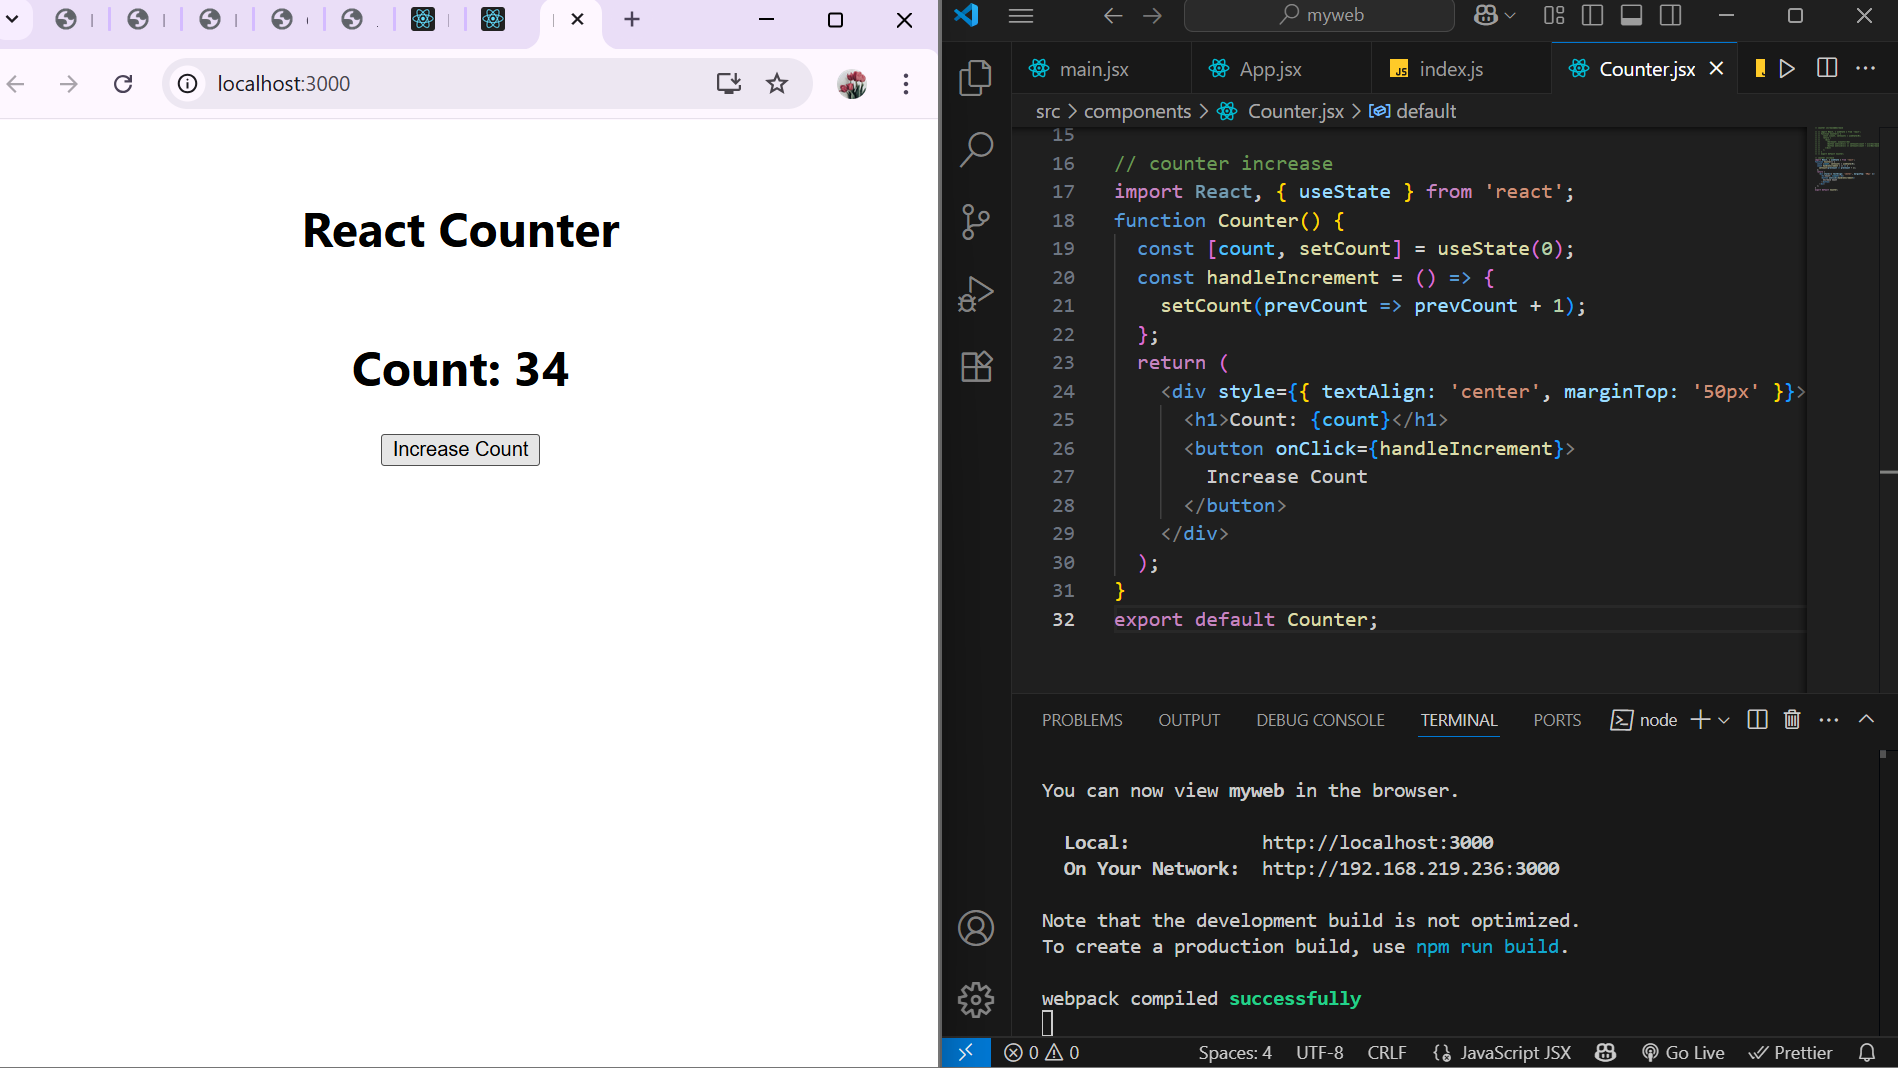 localhost:3000
React Counter
Count: 34
Increase Count
myweb
main.jsx
App.jsx
JS index.js
Counter.jsx
src > components > Counter.jsx > default
15
16 // counter increase
17 import React, { useState } from 'react';
18 function Counter() {
19 const [count, setCount] = useState(0);
20 const handleIncrement = () => {
21 setCount(prevCount => prevCount + 1);
22 };
23 return (
24 <div style={{ textAlign: 'center', marginTop: '50px' }}>
25 <h1>Count: {count}</h1>
26 <button onClick={handleIncrement}>
27 Increase Count
28 </button>
29 </div>
30 );
31 }
32 export default Counter;
PROBLEMS OUTPUT DEBUG CONSOLE TERMINAL PORTS node
You can now view myweb in the browser.
Local: http://localhost:3000
On Your Network: http://192.168.219.236:3000
Note that the development build is not optimized.
To create a production build, use npm run build.
webpack compiled successfully
0 0 Spaces: 4 UTF-8 CRLF JavaScript JSX Go Live Prettier